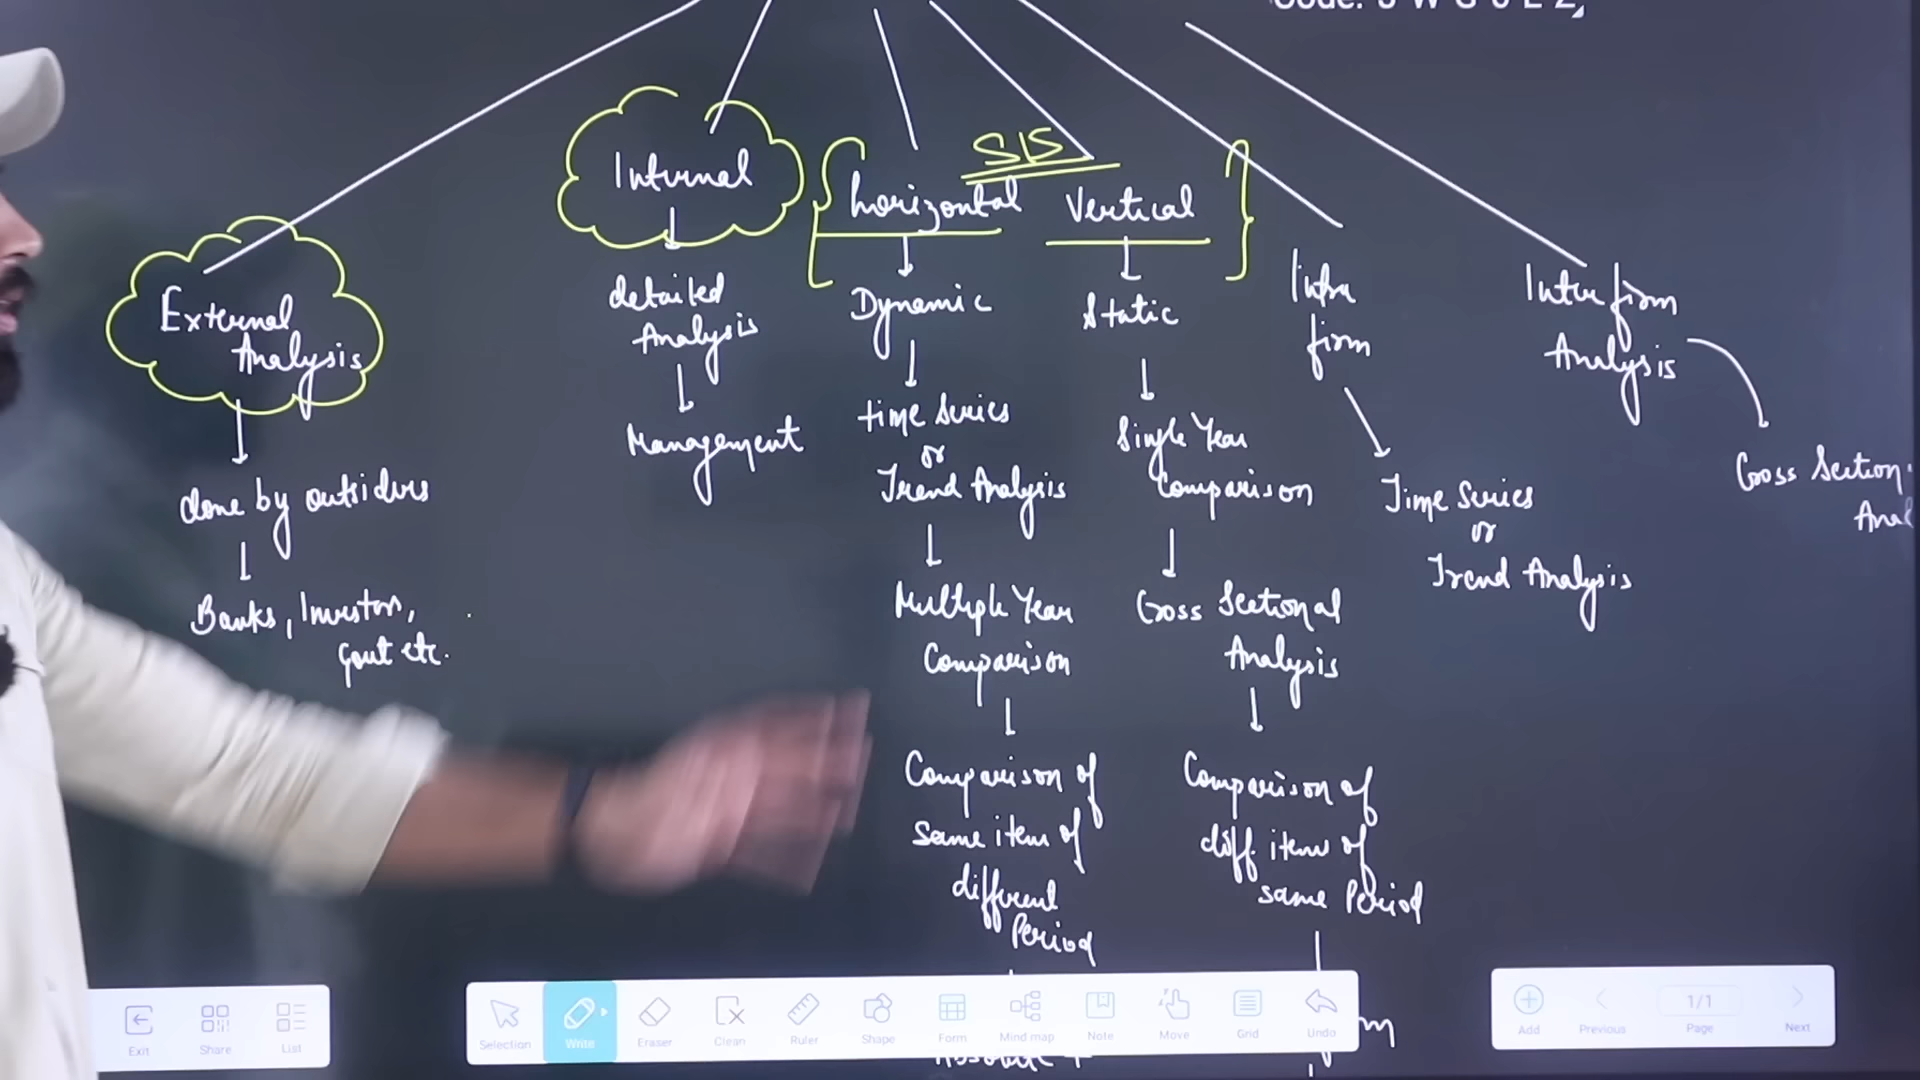 Code: J W G U L Z
External
Analysis
done by outsiders
Banks, Investors,
Govt etc.
Internal
detailed
Analysis
Management
SIS
horizontal
Dynamic
time Series
or
Trend Analysis
Multiple Year
Comparison
Comparison of
same item of
different
Period
Vertical
Static
Single Year
Comparison
Cross Sectional
Analysis
Comparison of
diff. items of
same Period
Intra
firm
Time Series
or
Trend Analysis
Inter firm
Analysis
Cross Section
Anal
Exit
Share
List
Selection
Write
Eraser
Clean
Ruler
Shape
Form
Mind map
Note
Move
Grid
Undo
Add
Previous
1/1
Page
Next